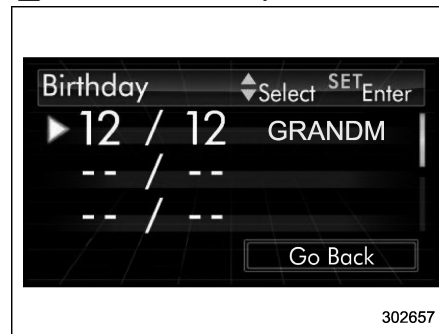 Birthday Select SET Enter
12 / 12 GRANDM
-- / --
-- / --
Go Back
302657